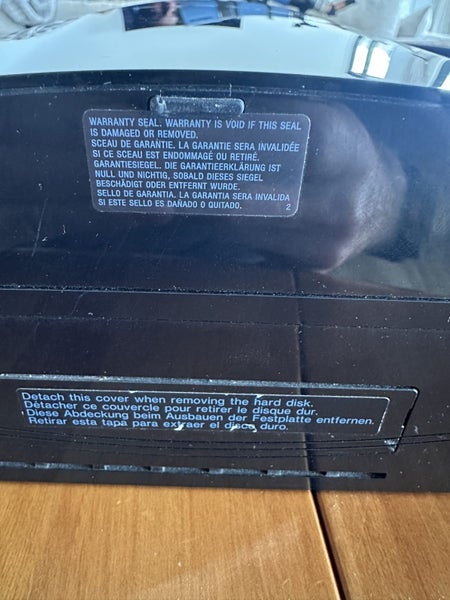 WARRANTY SEAL. WARRANTY IS VOID IF THIS SEAL
IS DAMAGED OR REMOVED.
SCEAU DE GARANTIE. LA GARANTIE SERA INVALIDÉE
SI CE SCEAU EST ENDOMMAGÉ OU RETIRÉ.
GARANTIESIEGEL. DIE GARANTIEERKLÄRUNG IST
NULL UND NICHTIG, SOBALD DIESES SIEGEL
BESCHÄDIGT ODER ENTFERNT WURDE.
SELLO DE GARANTIA. LA GARANTIA SERA INVALIDA
SI ESTE SELLO ES DAÑADO O QUITADO. 2
Detach this cover when removing the hard disk.
Détacher ce couvercle pour retirer le disque dur.
Diese Abdeckung beim Ausbauen der Festplatte entfernen.
Retirar esta tapa para extraer el disco duro.